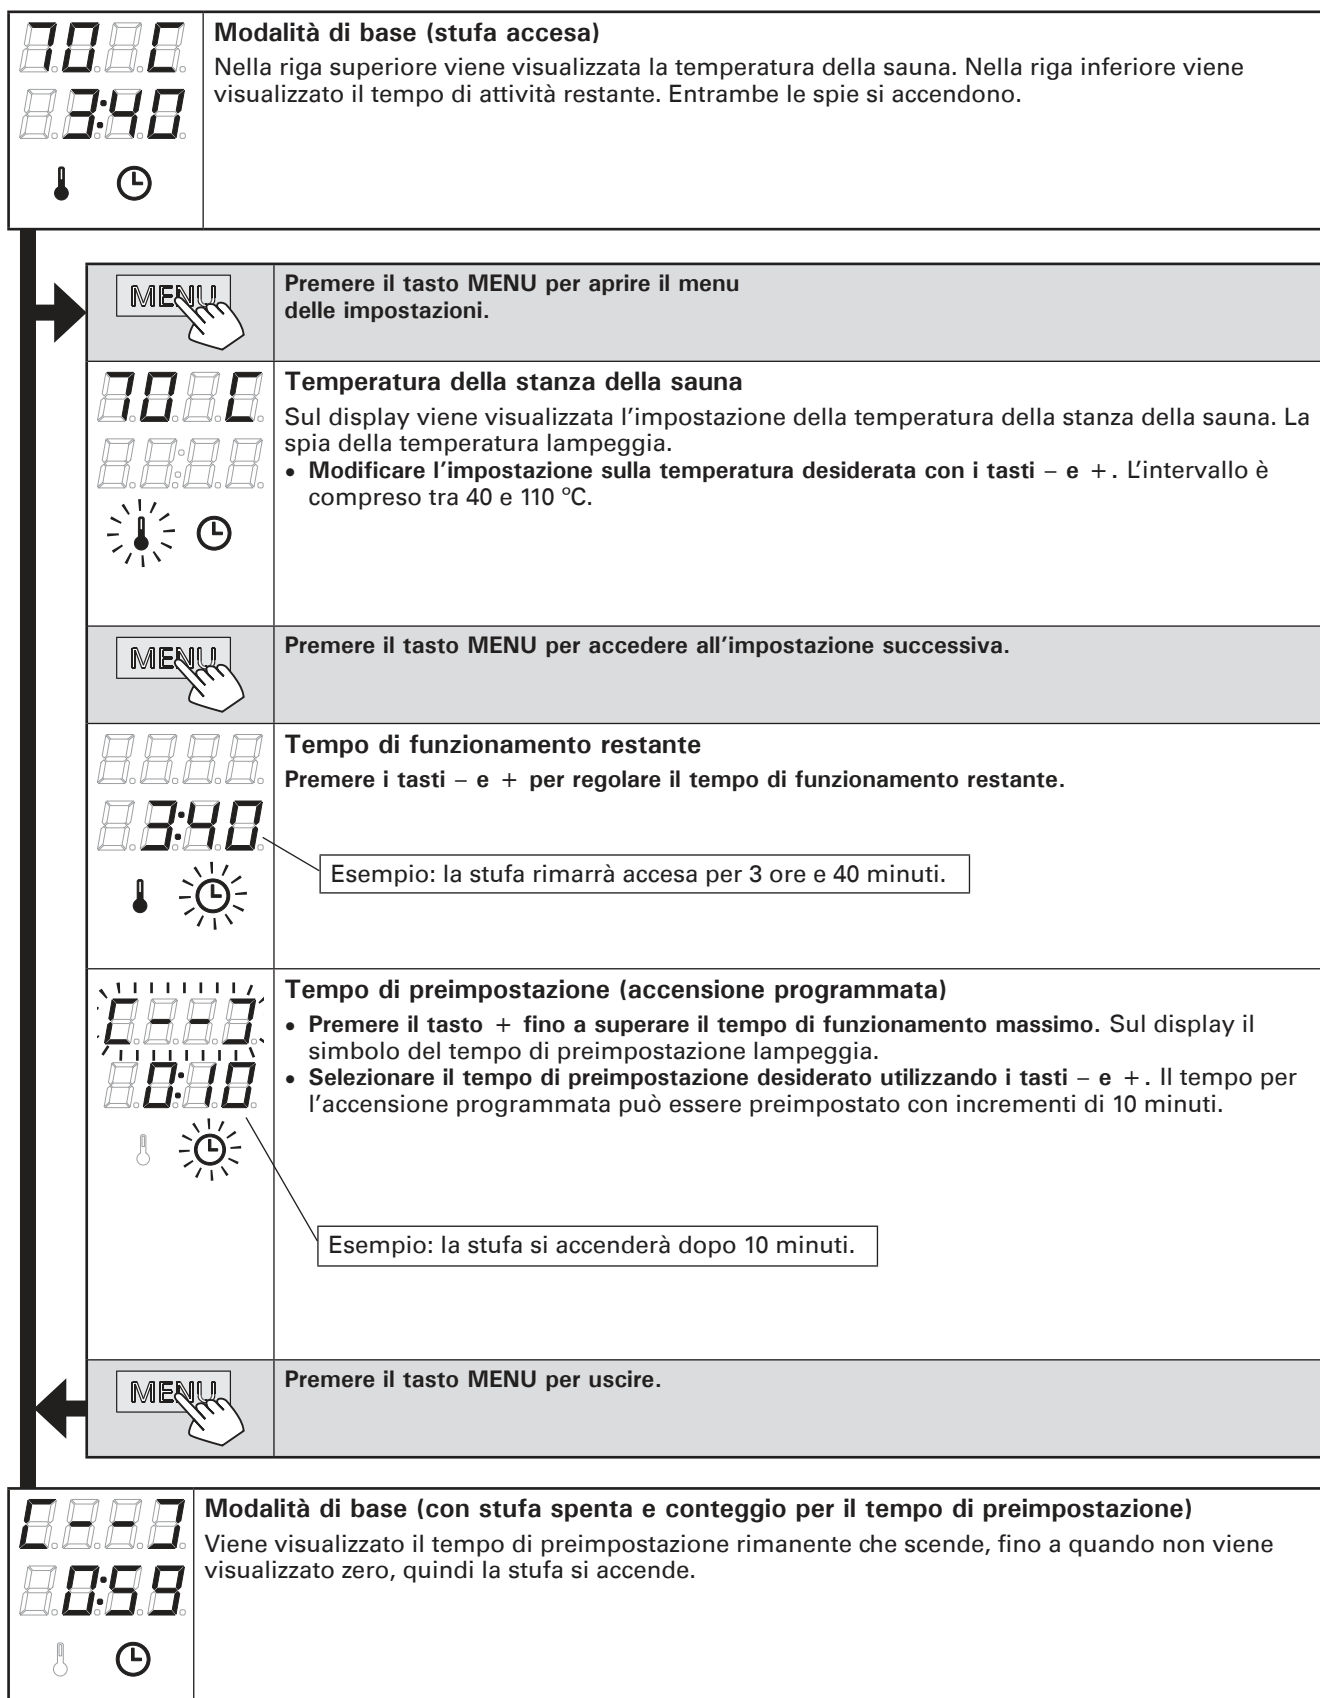 70 C
Modalità di base (stufa accesa)
Nella riga superiore viene visualizzata la temperatura della sauna. Nella riga inferiore viene
visualizzato il tempo di attività restante. Entrambe le spie si accendono.
3:40
MENU
Premere il tasto MENU per aprire il menu
delle impostazioni.
70 C
Temperatura della stanza della sauna
Sul display viene visualizzata l’impostazione della temperatura della stanza della sauna. La
spia della temperatura lampeggia.
• Modificare l’impostazione sulla temperatura desiderata con i tasti – e +. L’intervallo è
compreso tra 40 e 110 °C.
MENU
Premere il tasto MENU per accedere all’impostazione successiva.
Tempo di funzionamento restante
Premere i tasti – e + per regolare il tempo di funzionamento restante.
3:40
Esempio: la stufa rimarrà accesa per 3 ore e 40 minuti.
[--]
Tempo di preimpostazione (accensione programmata)
• Premere il tasto + fino a superare il tempo di funzionamento massimo. Sul display il
simbolo del tempo di preimpostazione lampeggia.
0:10
• Selezionare il tempo di preimpostazione desiderato utilizzando i tasti – e +. Il tempo per
l’accensione programmata può essere preimpostato con incrementi di 10 minuti.
Esempio: la stufa si accenderà dopo 10 minuti.
MENU
Premere il tasto MENU per uscire.
[--]
Modalità di base (con stufa spenta e conteggio per il tempo di preimpostazione)
Viene visualizzato il tempo di preimpostazione rimanente che scende, fino a quando non viene
visualizzato zero, quindi la stufa si accende.
0:59